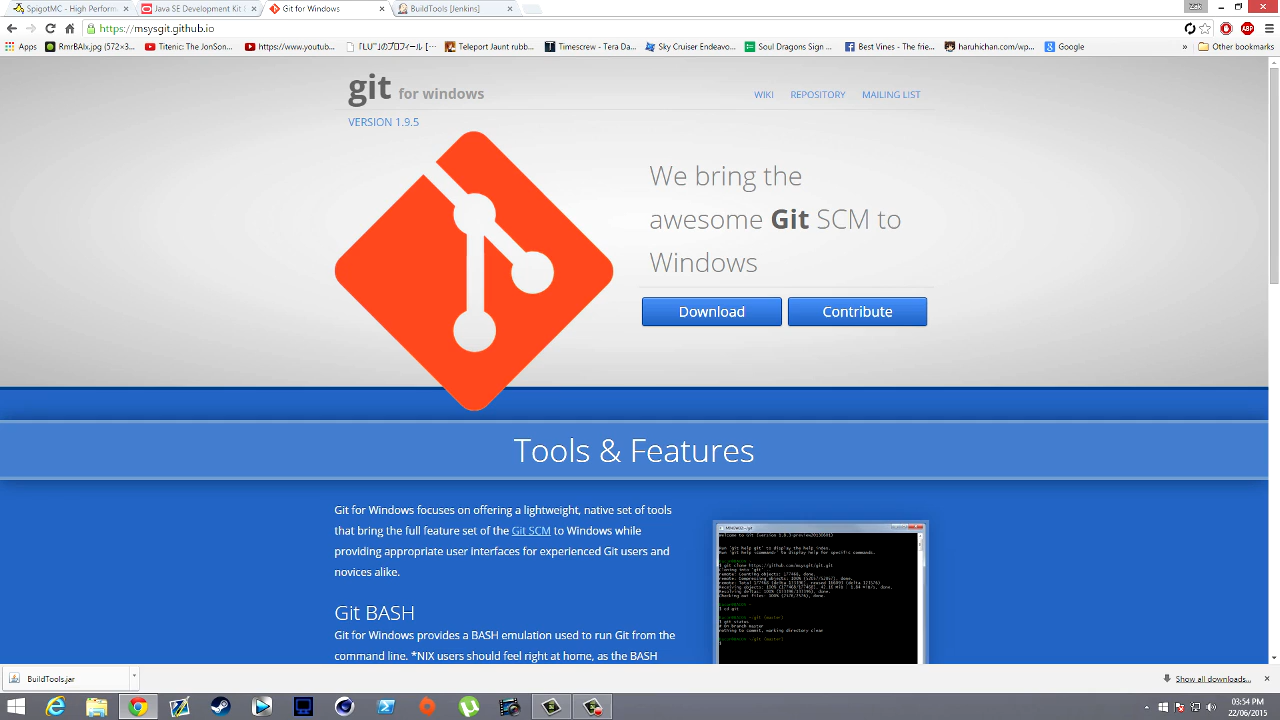 SpigotMC - High Perform
Java SE Development Kit 8
Git for Windows
BuildTools [Jenkins]
https://msysgit.github.io
Apps
RmrBAly.jpg (572×3...
Timeric The Jaunt rubb...
Timescrew - Tera Da...
Sky Cruiser Endeavo...
Soul Dragons Sign ...
Best Vines - The Fie...
haruhichan.com:wp...
Google
Other bookmarks
git for windows
WIKI REPOSITORY MAILING LIST
VERSION 1.9.5
We bring the
awesome Git SCM to
Windows
Download Contribute
Tools & Features
Git for Windows focuses on offering a lightweight, native set of tools
that bring the full feature set of the Git SCM to Windows while
providing appropriate user interfaces for experienced Git users and
novices alike.
Git BASH
Git for Windows provides a BASH emulation used to run Git from the
command line. *NIX users should feel right at home, as the BASH
BuildTools.jar
Show all downloads...
03:54 PM
22/06/2015